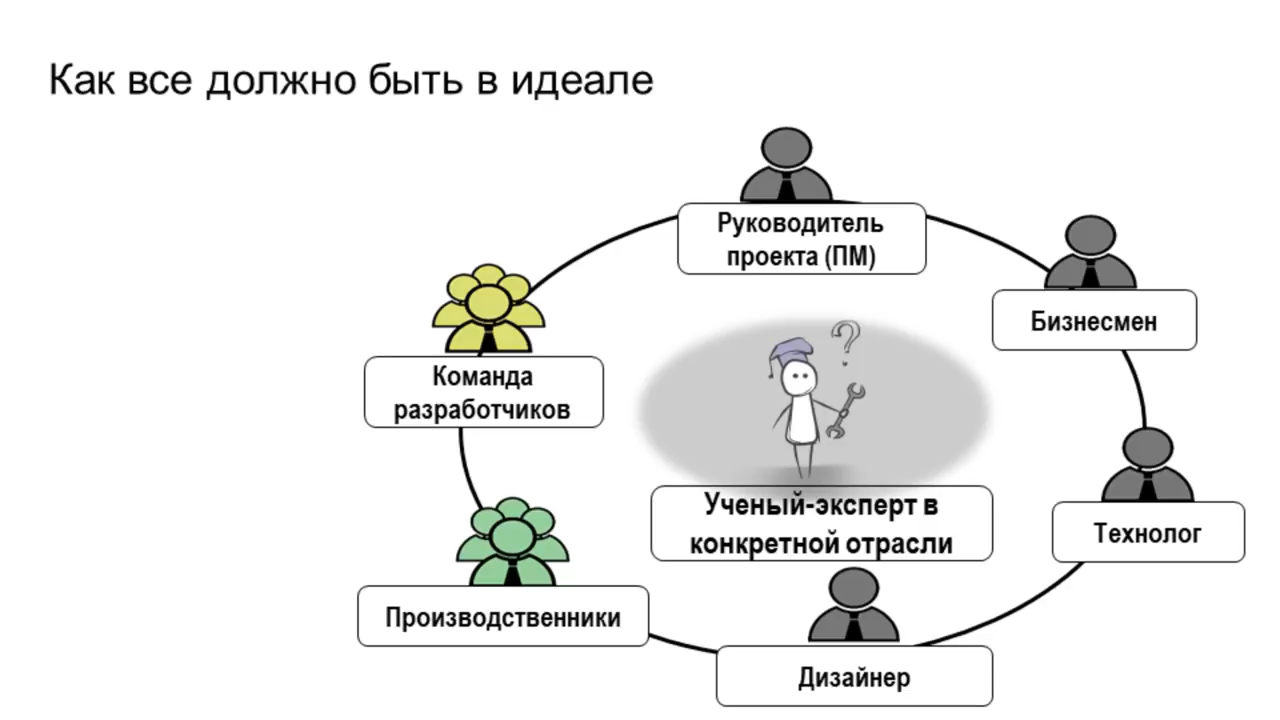 Как все должно быть в идеале
Руководитель
проекта (ПМ)
Бизнесмен
Команда
разработчиков
?
Ученый-эксперт в
конкретной отрасли
Технолог
Производственники
Дизайнер